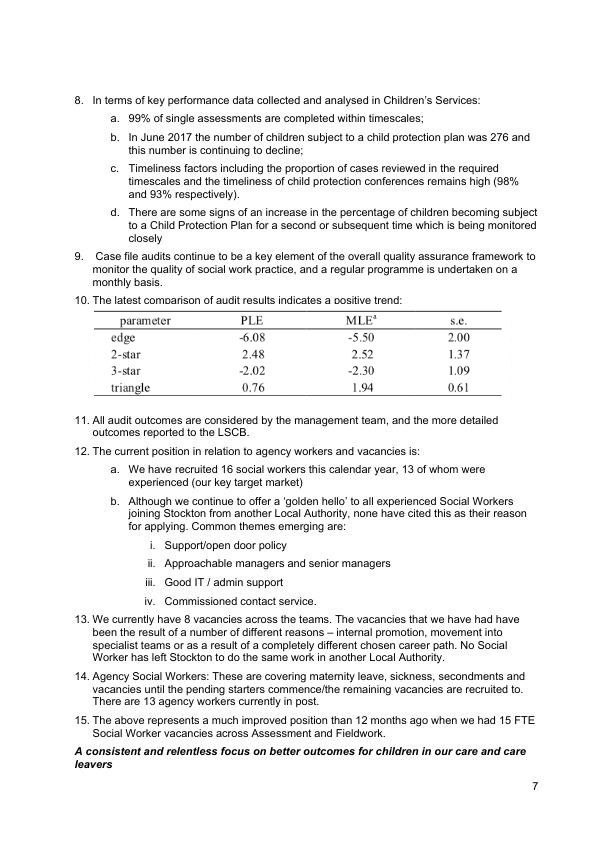 8. In terms of key performance data collected and analysed in Children's Services:
a. 99% of single assessments are completed within timescales;
b. In June 2017 the number of children subject to a child protection plan was 276 and
this number is continuing to decline;
c. Timeliness factors including the proportion of cases reviewed in the required
timescales and the timeliness of child protection conferences remains high (98%
and 93% respectively).
d. There are some signs of an increase in the percentage of children becoming subject
to a Child Protection Plan for a second or subsequent time which is being monitored
closely
9. Case file audits continue to be a key element of the overall quality assurance framework to
monitor the quality of social work practice, and a regular programme is undertaken on a
monthly basis.
10. The latest comparison of audit results indicates a positive trend:
parameter PLE MLEa s.e.
edge -6.08 -5.50 2.00
2-star 2.48 2.52 1.37
3-star -2.02 -2.30 1.09
triangle 0.76 1.94 0.61
11. All audit outcomes are considered by the management team, and the more detailed
outcomes reported to the LSCB.
12. The current position in relation to agency workers and vacancies is:
a. We have recruited 16 social workers this calendar year, 13 of whom were
experienced (our key target market)
b. Although we continue to offer a 'golden hello' to all experienced Social Workers
joining Stockton from another Local Authority, none have cited this as their reason
for applying. Common themes emerging are:
i. Support/open door policy
ii. Approachable managers and senior managers
iii. Good IT / admin support
iv. Commissioned contact service.
13. We currently have 8 vacancies across the teams. The vacancies that we have had have
been the result of a number of different reasons – internal promotion, movement into
specialist teams or as a result of a completely different chosen career path. No Social
Worker has left Stockton to do the same work in another Local Authority.
14. Agency Social Workers: These are covering maternity leave, sickness, secondments and
vacancies until the pending starters commence/the remaining vacancies are recruited to.
There are 13 agency workers currently in post.
15. The above represents a much improved position than 12 months ago when we had 15 FTE
Social Worker vacancies across Assessment and Fieldwork.
A consistent and relentless focus on better outcomes for children in our care and care
leavers
7